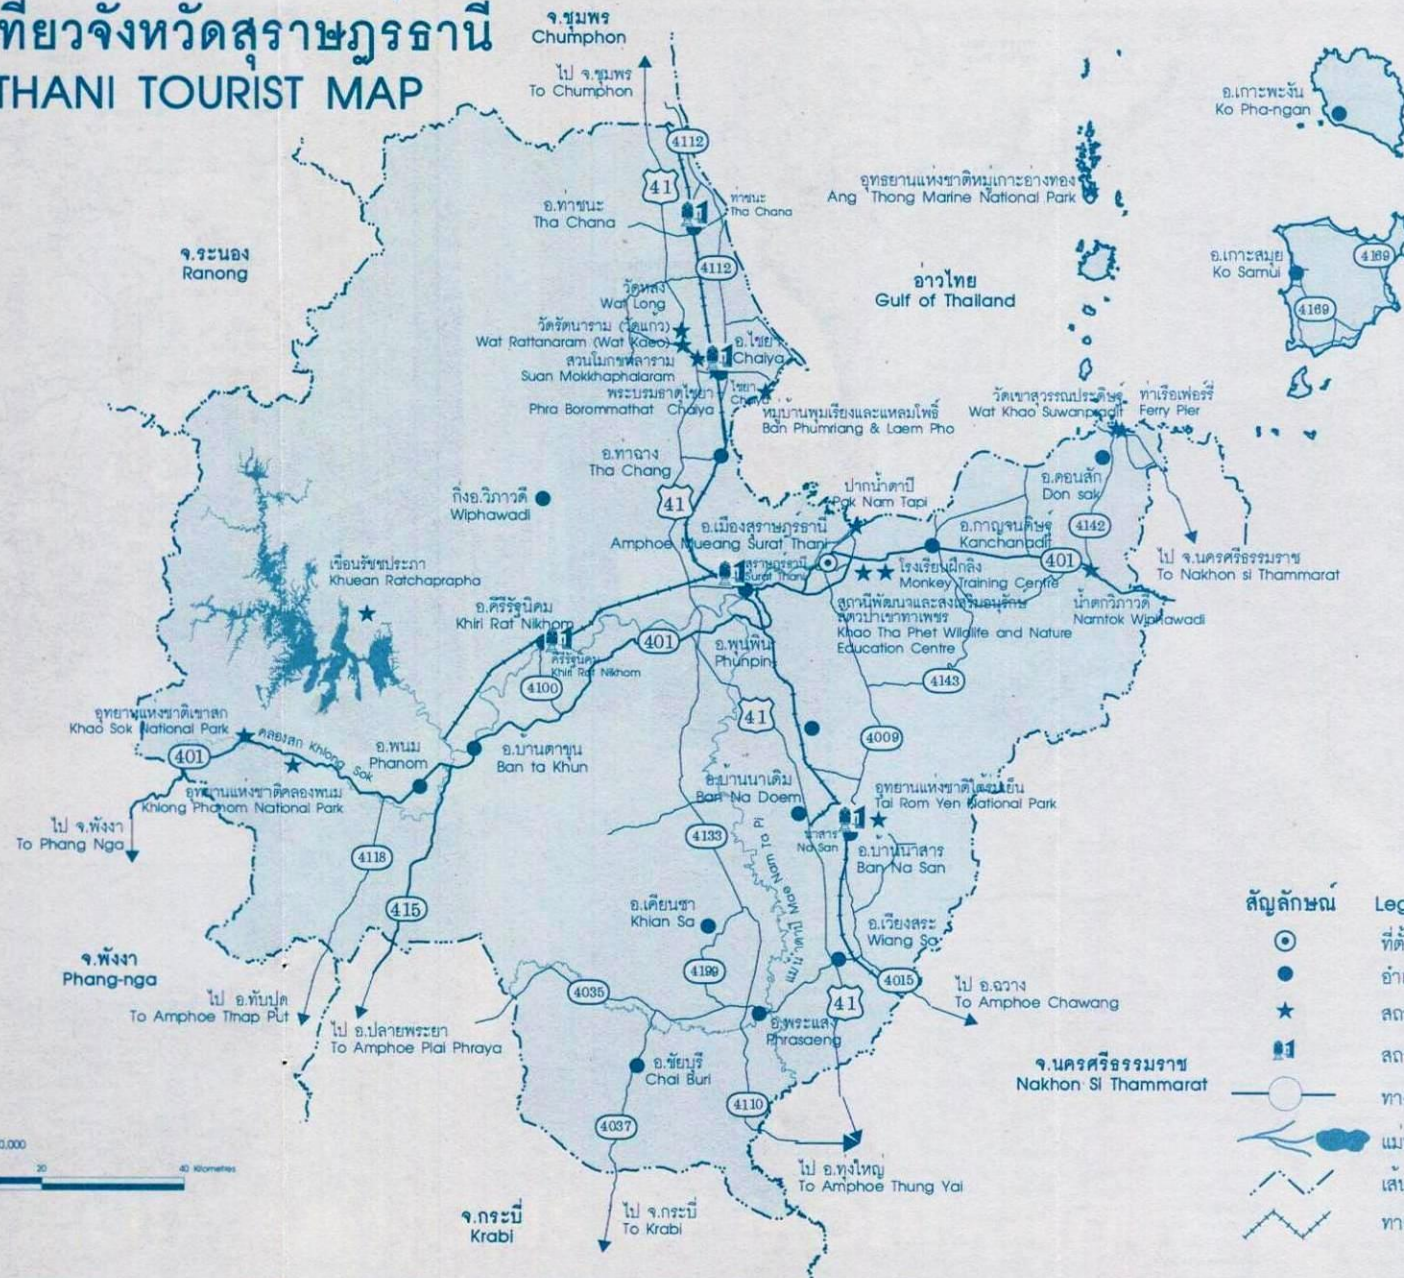 ที่ยวจังหวัดสุราษฎรธานี
THANI TOURIST MAP
จ.ชุมพร
Chumphon
ไป จ.ชุมพร
To Chumphon
4112
41
อ.ท่าชนะ
Tha Chana
ท่าชนะ
Tha Chana
4112
จ.ระนอง
Ranong
วัดหลง
Wat Long
วัดรัตนาราม (วัดแก้ว)
Wat Rattanaram (Wat Kaeo)
สวนโมกขพลาราม
Suan Mokkhaphalaram
พระบรมธาตุไชยา
Phra Borommathat Chaiya
อ.ไชยา
Chaiya
ไชยา
Chaiya
หมู่บ้านพุมเรียงและแหลมโพธิ์
Ban Phumriang & Laem Pho
อุทธยานแห่งชาติหมู่เกาะอ่างทอง
Ang Thong Marine National Park
อ่าวไทย
Gulf of Thailand
อ.เกาะพะงัน
Ko Pha-ngan
อ.เกาะสมุย
Ko Samui
4169
4169
วัดเขาสุวรรณประดิษฐ์
Wat Khao Suwanpradit
ท่าเรือเฟอร์รี่
Ferry Pier
อ.ท่าฉาง
Tha Chang
41
กิ่งอ.วิภาวดี
Wiphawadi
ปากน้ำตาปี
Pak Nam Tapi
อ.ดอนสัก
Don sak
4142
อ.เมืองสุราษฎร์ธานี
Amphoe Mueang Surat Thani
อ.กาญจนดิษฐ์
Kanchanadit
401
ไป จ.นครศรีธรรมราช
To Nakhon si Thammarat
สุราษฎร์ธานี
Surat Thani
โรงเรียนฝึกลิง
Monkey Training Centre
สถานีพัฒนาและส่งเสริมอนุรักษ์
สัตว์ป่าเขาท่าเพชร
Khao Tha Phet Wildlife and Nature
Education Centre
น้ำตกวิภาวดี
Namtok Wiphawadi
เขื่อนรัชชประภา
Khuean Ratchaprapha
อ.คีรีรัฐนิคม
Khiri Rat Nikhom
คีรีรัฐนิคม
Khiri Rat Nikhom
401
อ.พุนพิน
Phunpin
4100
4143
41
4009
อุทยานแห่งชาติเขาสก
Khao Sok National Park
คลองสก Khlong Sok
401
อ.พนม
Phanom
อ.บ้านตาขุน
Ban ta Khun
อุทยานแห่งชาติคลองพนม
Khlong Phanom National Park
ไป จ.พังงา
To Phang Nga
อ.บ้านนาเดิม
Ban Na Doem
อุทยานแห่งชาติใต้ร่มเย็น
Tai Rom Yen National Park
นาสาร
Na San
อ.บ้านนาสาร
Ban Na San
4133
4118
415
แม่น้ำตาปี Mae Nam Ta Pi
อ.เคียนซา
Khian Sa
อ.เวียงสระ
Wiang Sa
4199
4015
4035
41
ไป อ.ฉวาง
To Amphoe Chawang
จ.พังงา
Phang-nga
ไป อ.ทับปุด
To Amphoe Thap Put
ไป อ.ปลายพระยา
To Amphoe Plai Phraya
อ.พระแสง
Phrasaeng
อ.ชัยบุรี
Chai Buri
จ.นครศรีธรรมราช
Nakhon Si Thammarat
4110
4037
ไป อ.ทุ่งใหญ่
To Amphoe Thung Yai
จ.กระบี่
Krabi
ไป จ.กระบี่
To Krabi
20
40 Kilometres
สัญลักษณ์